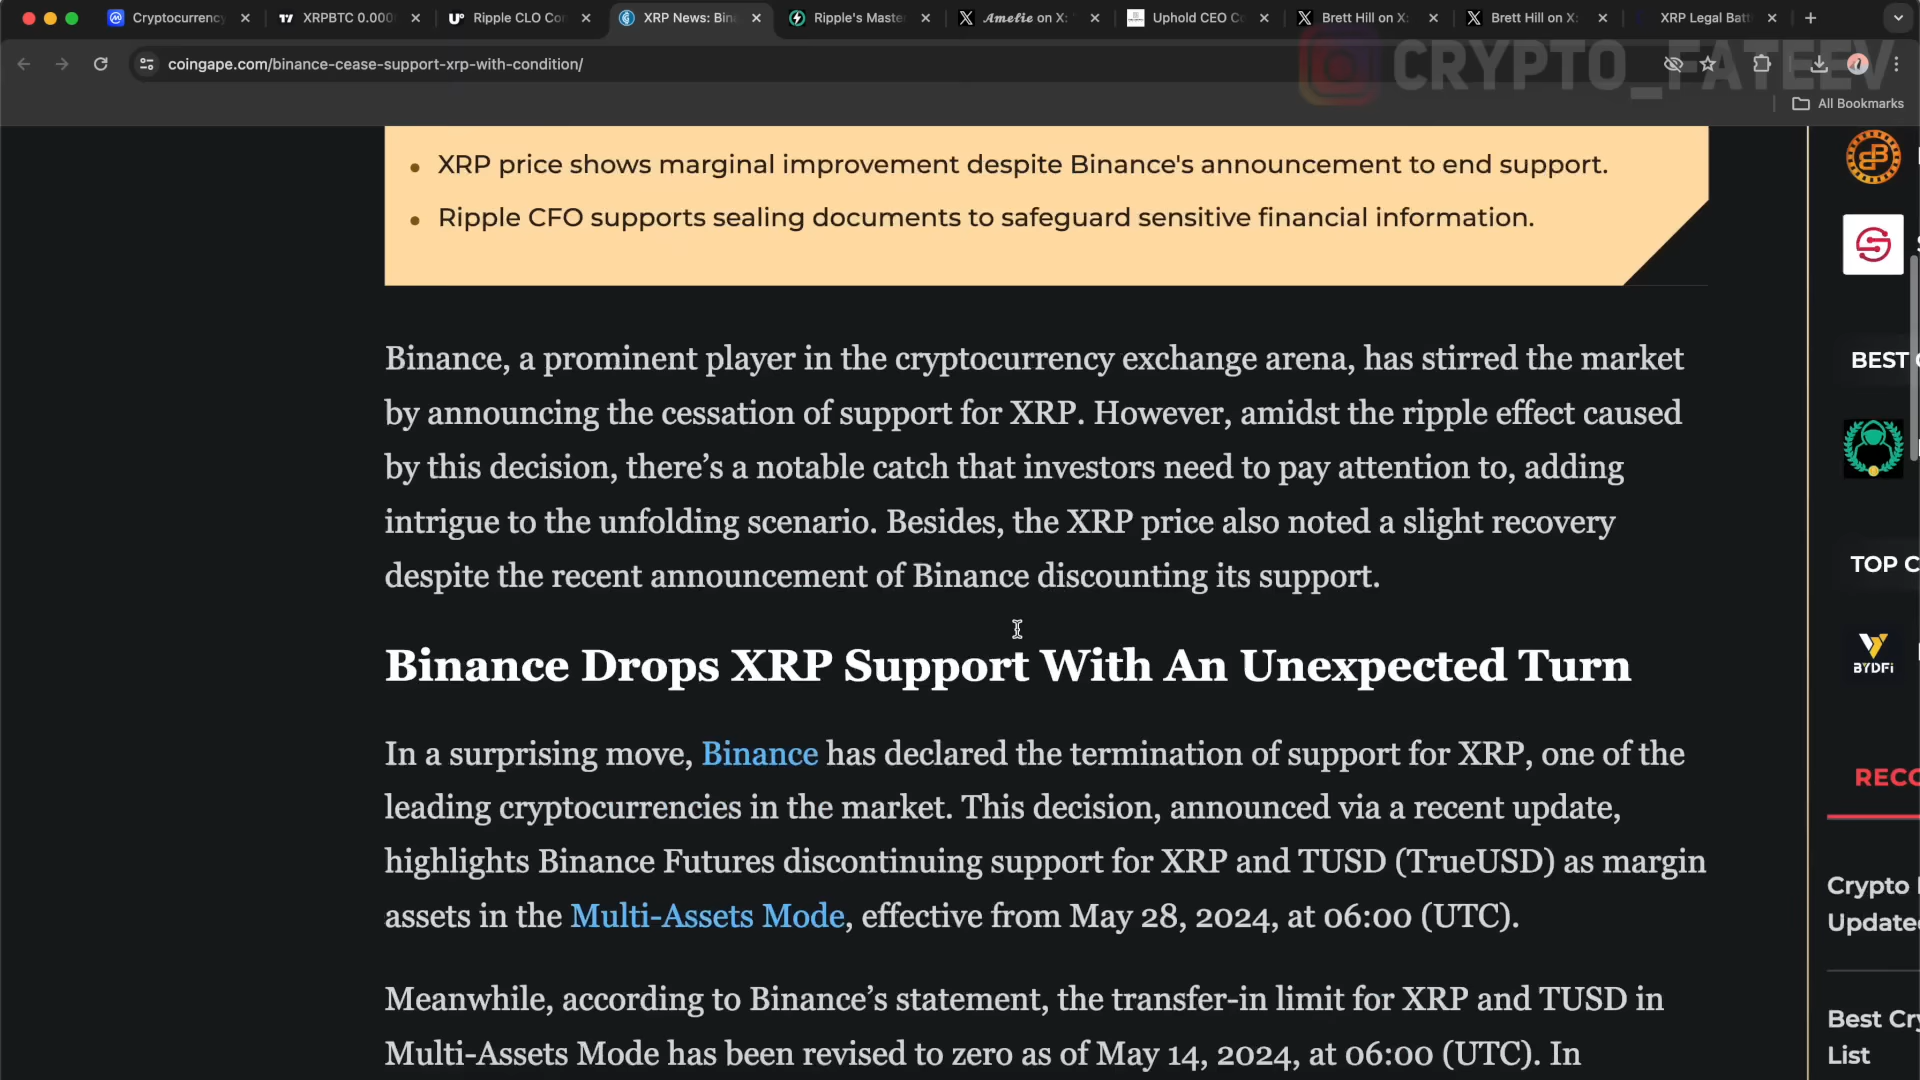 Cryptocurrency
XRPBTC 0.000
Ripple CLO Co
XRP News: Bin
Ripple's Maste
Amelie on X:
Uphold CEO C
Brett Hill on X:
Brett Hill on X:
XRP Legal Batt
coingape.com/binance-cease-support-xrp-with-condition/
CRYPTO_FATEEV
All Bookmarks
• XRP price shows marginal improvement despite Binance's announcement to end support.
• Ripple CFO supports sealing documents to safeguard sensitive financial information.
Binance, a prominent player in the cryptocurrency exchange arena, has stirred the market
by announcing the cessation of support for XRP. However, amidst the ripple effect caused
by this decision, there’s a notable catch that investors need to pay attention to, adding
intrigue to the unfolding scenario. Besides, the XRP price also noted a slight recovery
despite the recent announcement of Binance discounting its support.
Binance Drops XRP Support With An Unexpected Turn
In a surprising move, Binance has declared the termination of support for XRP, one of the
leading cryptocurrencies in the market. This decision, announced via a recent update,
highlights Binance Futures discontinuing support for XRP and TUSD (TrueUSD) as margin
assets in the Multi-Assets Mode, effective from May 28, 2024, at 06:00 (UTC).
Meanwhile, according to Binance’s statement, the transfer-in limit for XRP and TUSD in
Multi-Assets Mode has been revised to zero as of May 14, 2024, at 06:00 (UTC). In
BEST
TOP C
BYDFi
RECO
Crypto
Update
Best Cry
List